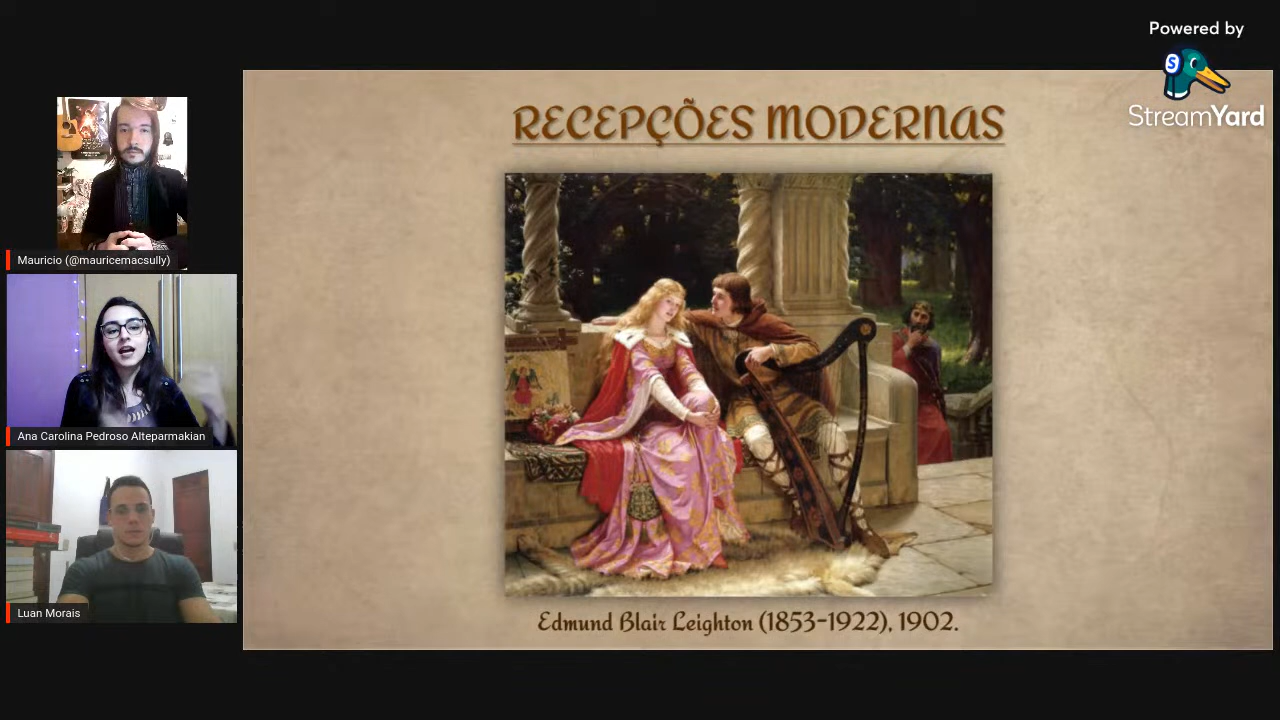 Powered by
StreamYard
RECEPÇÕES MODERNAS
Mauricio (@mauricemacsully)
Ana Carolina Pedroso Alteparmakian
Luan Morais
Edmund Blair Leighton (1853-1922), 1902.